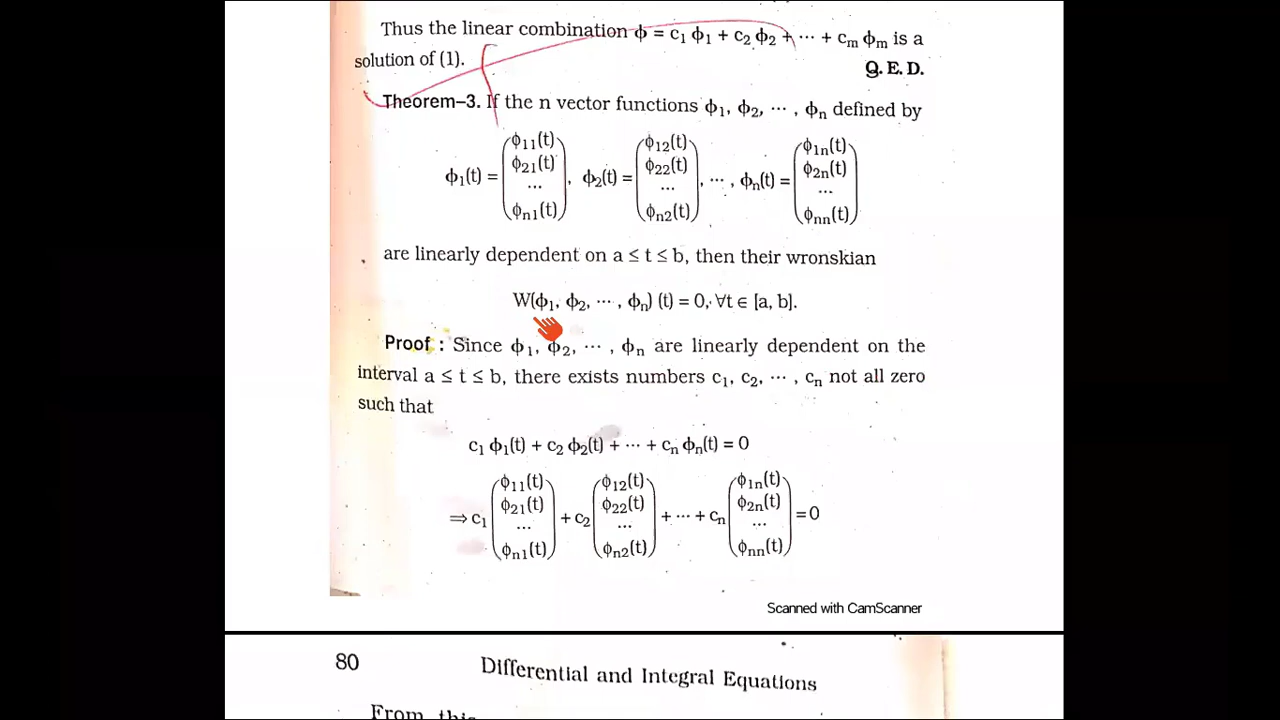 Thus the linear combination ϕ = c₁ ϕ₁ + c₂ ϕ₂ + ··· + cₘ ϕₘ is a
solution of (1).
Q. E. D.
Theorem–3. If the n vector functions ϕ₁, ϕ₂, ··· , ϕₙ defined by
ϕ₁(t) = (ϕ₁₁(t) ϕ₂₁(t) ... ϕₙ₁(t)), ϕ₂(t) = (ϕ₁₂(t) ϕ₂₂(t) ... ϕₙ₂(t)), ··· , ϕₙ(t) = (ϕ₁ₙ(t) ϕ₂ₙ(t) ... ϕₙₙ(t))
are linearly dependent on a ≤ t ≤ b, then their wronskian
W(ϕ₁, ϕ₂, ··· , ϕₙ) (t) = 0, ∀t ∈ [a, b].
Proof : Since ϕ₁, ϕ₂, ··· , ϕₙ are linearly dependent on the
interval a ≤ t ≤ b, there exists numbers c₁, c₂, ··· , cₙ not all zero
such that
c₁ ϕ₁(t) + c₂ ϕ₂(t) + ··· + cₙ ϕₙ(t) = 0
⇒ c₁ (ϕ₁₁(t) ϕ₂₁(t) ... ϕₙ₁(t)) + c₂ (ϕ₁₂(t) ϕ₂₂(t) ... ϕₙ₂(t)) + ··· + cₙ (ϕ₁ₙ(t) ϕ₂ₙ(t) ... ϕₙₙ(t)) = 0
Scanned with CamScanner
80 Differential and Integral Equations
From this